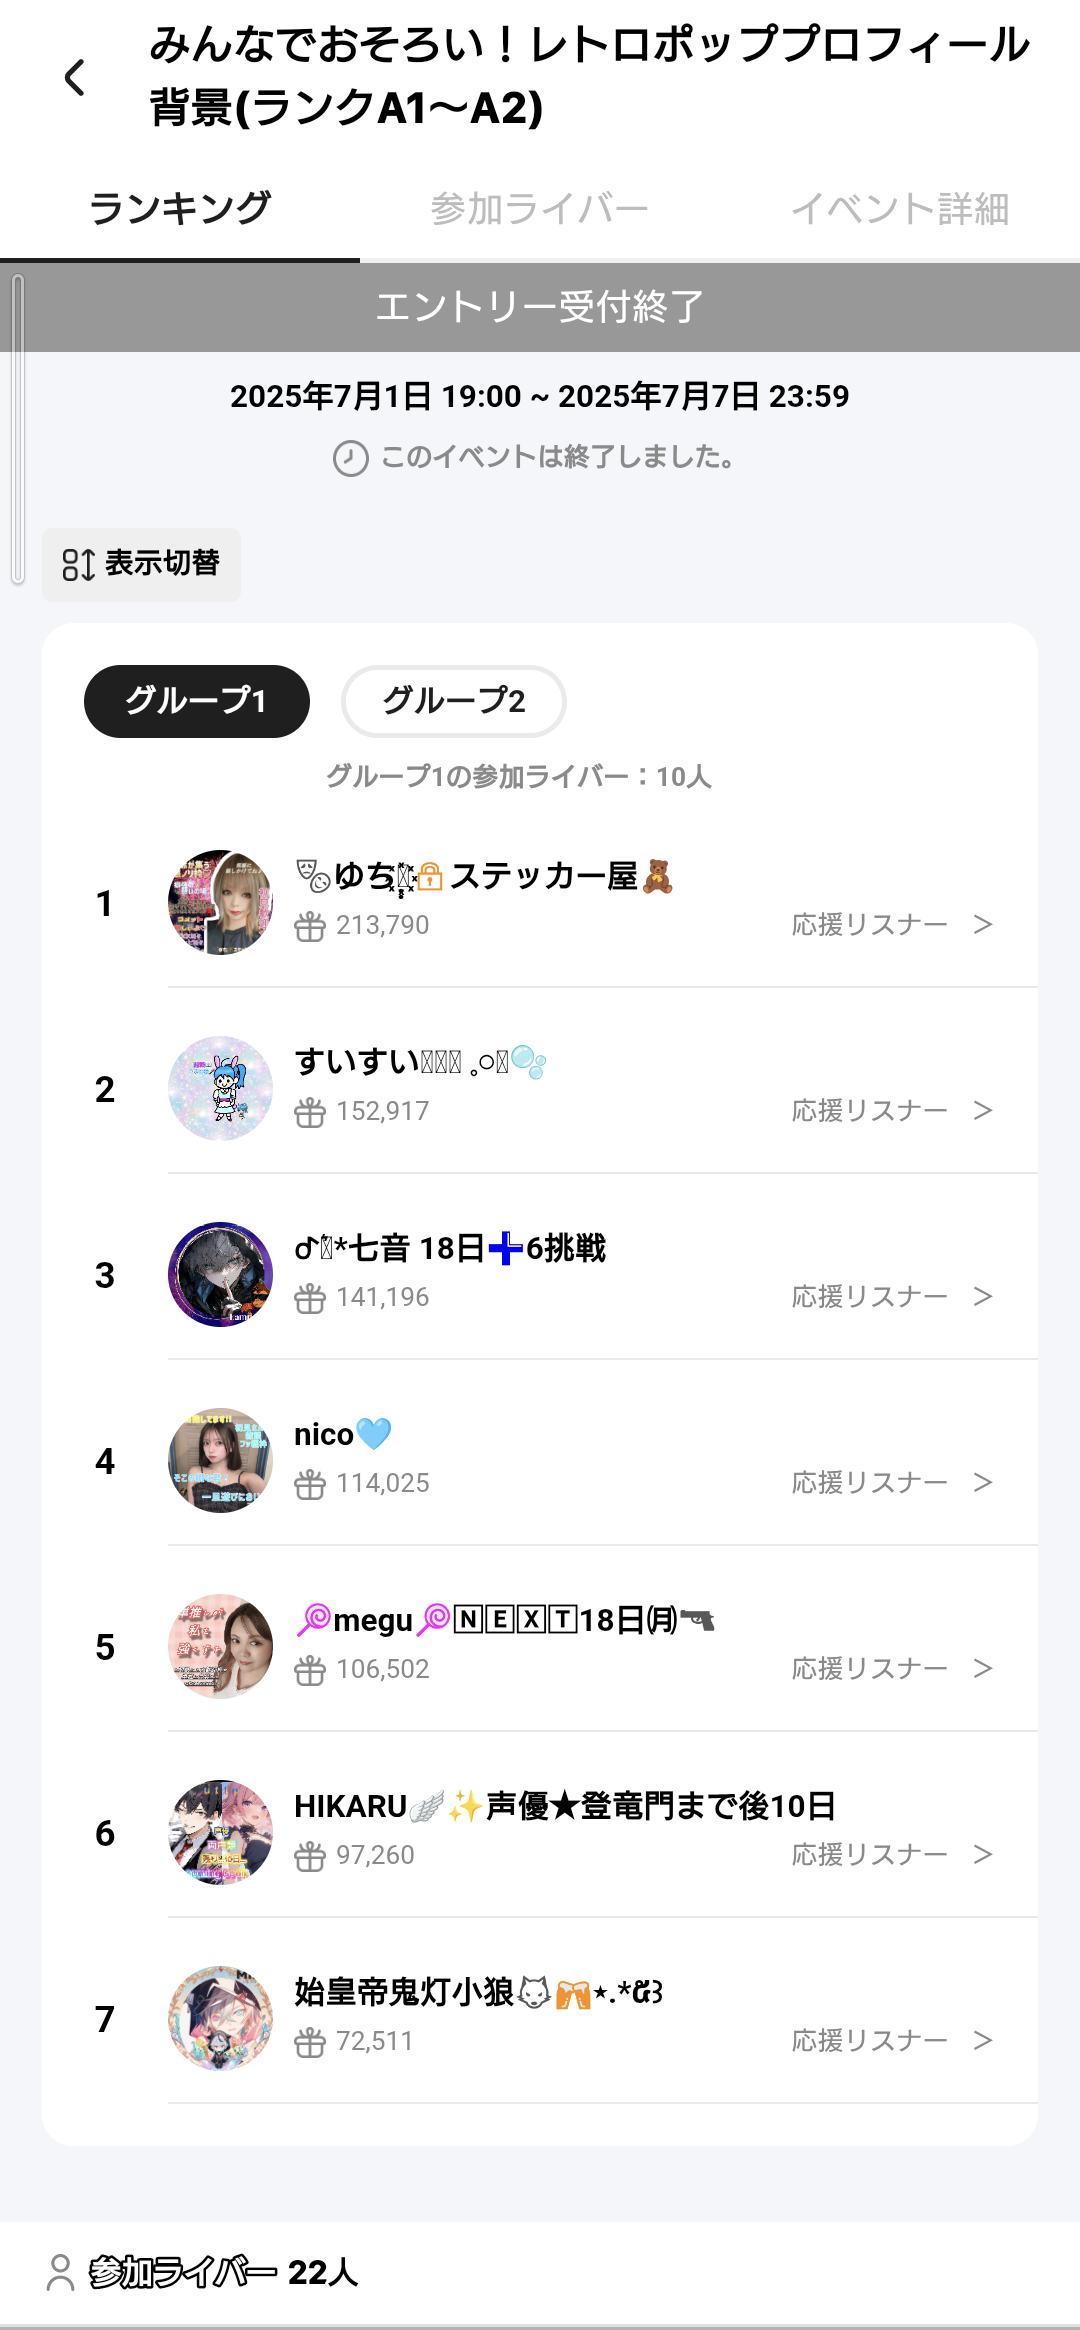 みんなでおそろい！レトロポッププロフィール
背景(ランクA1〜A2)
ランキング 参加ライバー イベント詳細
エントリー受付終了
2025年7月1日 19:00 ~ 2025年7月7日 23:59
このイベントは終了しました。
表示切替
グループ1 グループ2
グループ1の参加ライバー：10人
1 ゆち🔒ステッカー屋🧸
213,790 応援リスナー >
2 すいすい 𓈒𓏸🫧
152,917 応援リスナー >
3 *七音 18日➕6挑戦
141,196 応援リスナー >
4 nico🩵
114,025 応援リスナー >
5 🍭megu🍭🄽🄴🅇🅃18日㈪🔫
106,502 応援リスナー >
6 HIKARU🪽✨声優★登竜門まで後10日
97,260 応援リスナー >
7 始皇帝鬼灯小狼🐺🍻⋆.*
72,511 応援リスナー >
参加ライバー 22人